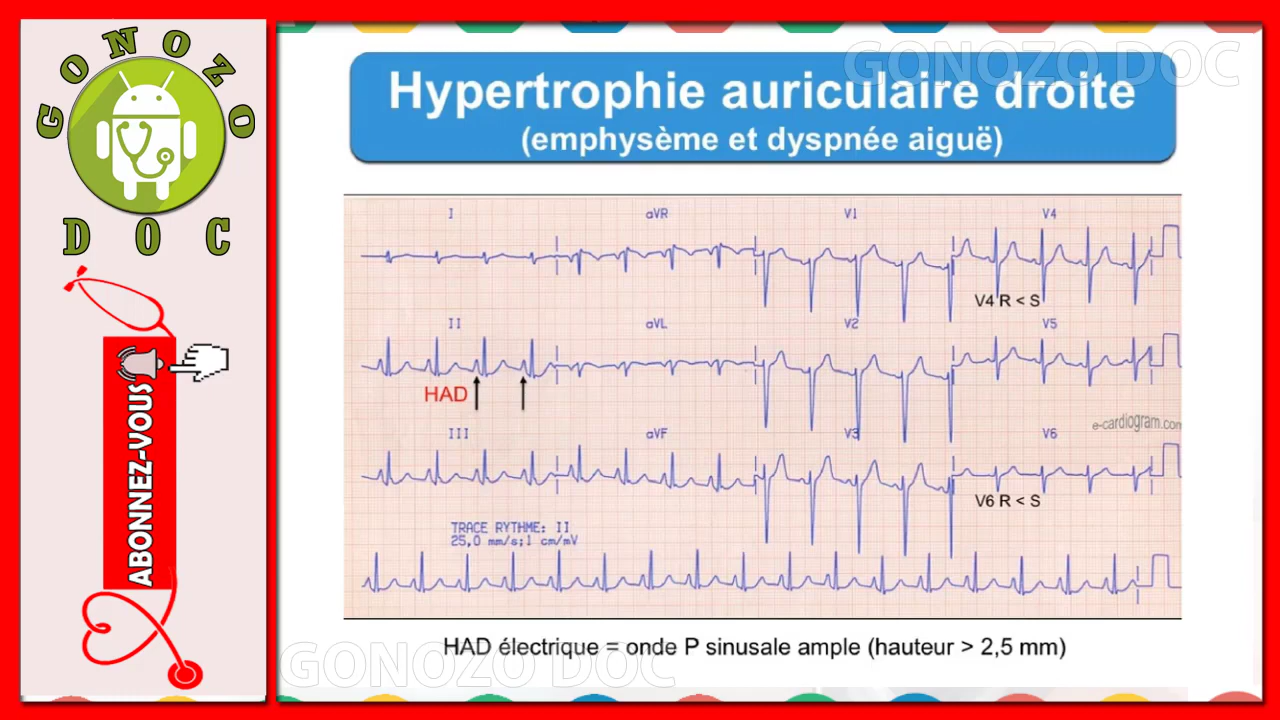 GONOZO
DOC
ABONNEZ-VOUS
GONOZO DOC
Hypertrophie auriculaire droite
(emphysème et dyspnée aiguë)
I aVR V1 V4
V4 R < S
II aVL V2 V5
HAD
e-cardiogram.com
III aVF V3 V6
V6 R < S
TRACE RYTHME: II
25,0 mm/s;1 cm/mV
HAD électrique = onde P sinusale ample (hauteur > 2,5 mm)
GONOZO DOC